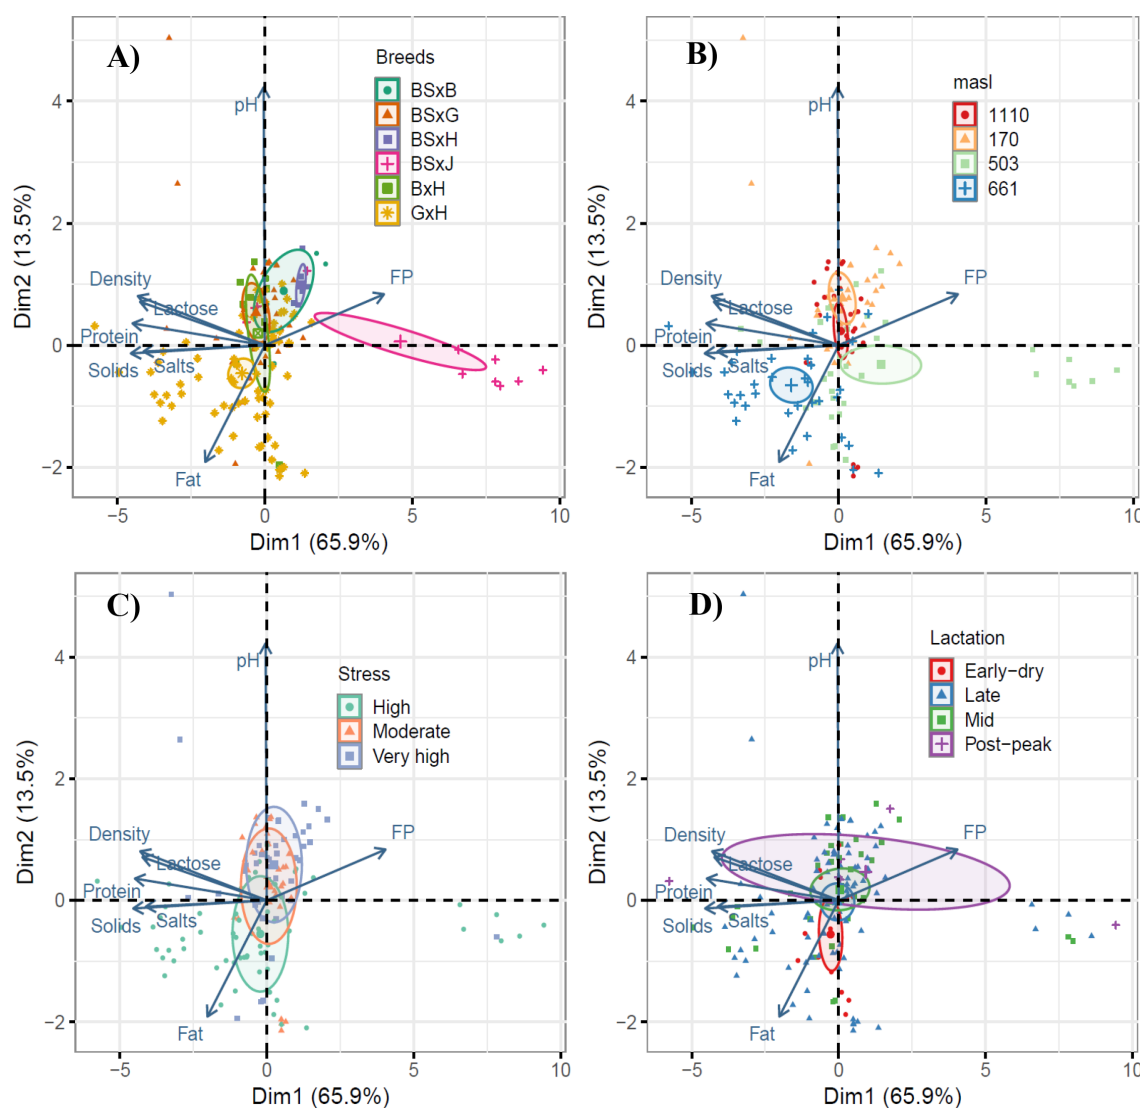 A)
Breeds
BSxB
BSxG
BSxH
BSxJ
BxH
GxH
pH
Density
Lactose
Protein
Solids
Salts
Fat
FP
4
2
0
−2
−5
0
5
10
Dim1 (65.9%)
Dim2 (13.5%)
B)
masl
1110
170
503
661
pH
Density
Lactose
Protein
Solids
Salts
Fat
FP
4
2
0
−2
−5
0
5
10
Dim1 (65.9%)
Dim2 (13.5%)
C)
Stress
High
Moderate
Very high
pH
Density
Lactose
Protein
Solids
Salts
Fat
FP
4
2
0
−2
−5
0
5
10
Dim1 (65.9%)
Dim2 (13.5%)
D)
Lactation
Early−dry
Late
Mid
Post−peak
pH
Density
Lactose
Protein
Solids
Salts
Fat
FP
4
2
0
−2
−5
0
5
10
Dim1 (65.9%)
Dim2 (13.5%)